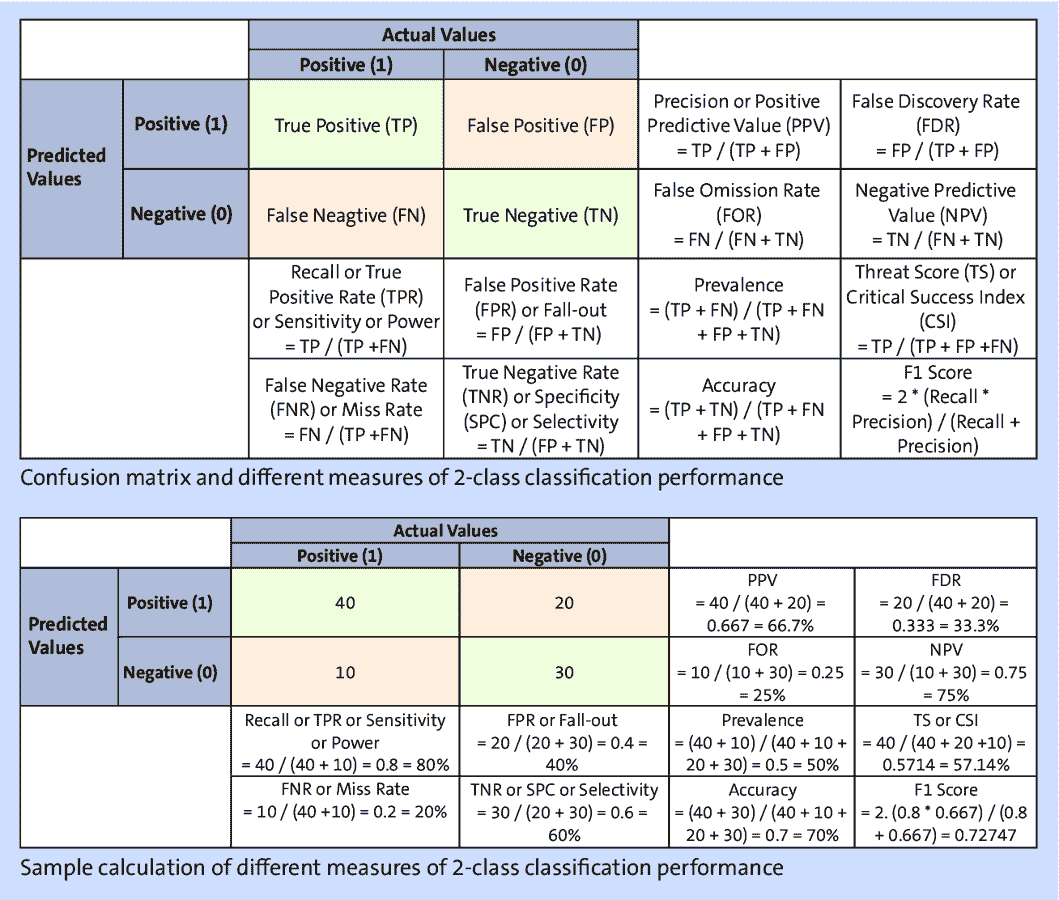 Actual Values
Positive (1)
Negative (0)
Predicted
Values
Positive (1)
True Positive (TP)
False Positive (FP)
Precision or Positive
Predictive Value (PPV)
= TP / (TP + FP)
False Discovery Rate
(FDR)
= FP / (TP + FP)
Negative (0)
False Neagtive (FN)
True Negative (TN)
False Omission Rate
(FOR)
= FN / (FN + TN)
Negative Predictive
Value (NPV)
= TN / (FN + TN)
Recall or True
Positive Rate (TPR)
or Sensitivity or Power
= TP / (TP +FN)
False Positive Rate
(FPR) or Fall-out
= FP / (FP + TN)
Prevalence
= (TP + FN) / (TP + FN
+ FP + TN)
Threat Score (TS) or
Critical Success Index
(CSI)
= TP / (TP + FP +FN)
False Negative Rate
(FNR) or Miss Rate
= FN / (TP +FN)
True Negative Rate
(TNR) or Specificity
(SPC) or Selectivity
= TN / (FP + TN)
Accuracy
= (TP + TN) / (TP + FN
+ FP + TN)
F1 Score
= 2 * (Recall *
Precision) / (Recall +
Precision)
Confusion matrix and different measures of 2-class classification performance
Actual Values
Positive (1)
Negative (0)
Predicted
Values
Positive (1)
40
20
PPV
= 40 / (40 + 20) =
0.667 = 66.7%
FDR
= 20 / (40 + 20) =
0.333 = 33.3%
Negative (0)
10
30
FOR
= 10 / (10 + 30) = 0.25
= 25%
NPV
= 30 / (10 + 30) = 0.75
= 75%
Recall or TPR or Sensitivity
or Power
= 40 / (40 + 10) = 0.8 = 80%
FPR or Fall-out
= 20 / (20 + 30) = 0.4 =
40%
Prevalence
= (40 + 10) / (40 + 10 +
20 + 30) = 0.5 = 50%
TS or CSI
= 40 / (40 + 20 +10) =
0.5714 = 57.14%
FNR or Miss Rate
= 10 / (40 +10) = 0.2 = 20%
TNR or SPC or Selectivity
= 30 / (20 + 30) = 0.6 =
60%
Accuracy
= (40 + 30) / (40 + 10 +
20 + 30) = 0.7 = 70%
F1 Score
= 2. (0.8 * 0.667) / (0.8
+ 0.667) = 0.72747
Sample calculation of different measures of 2-class classification performance